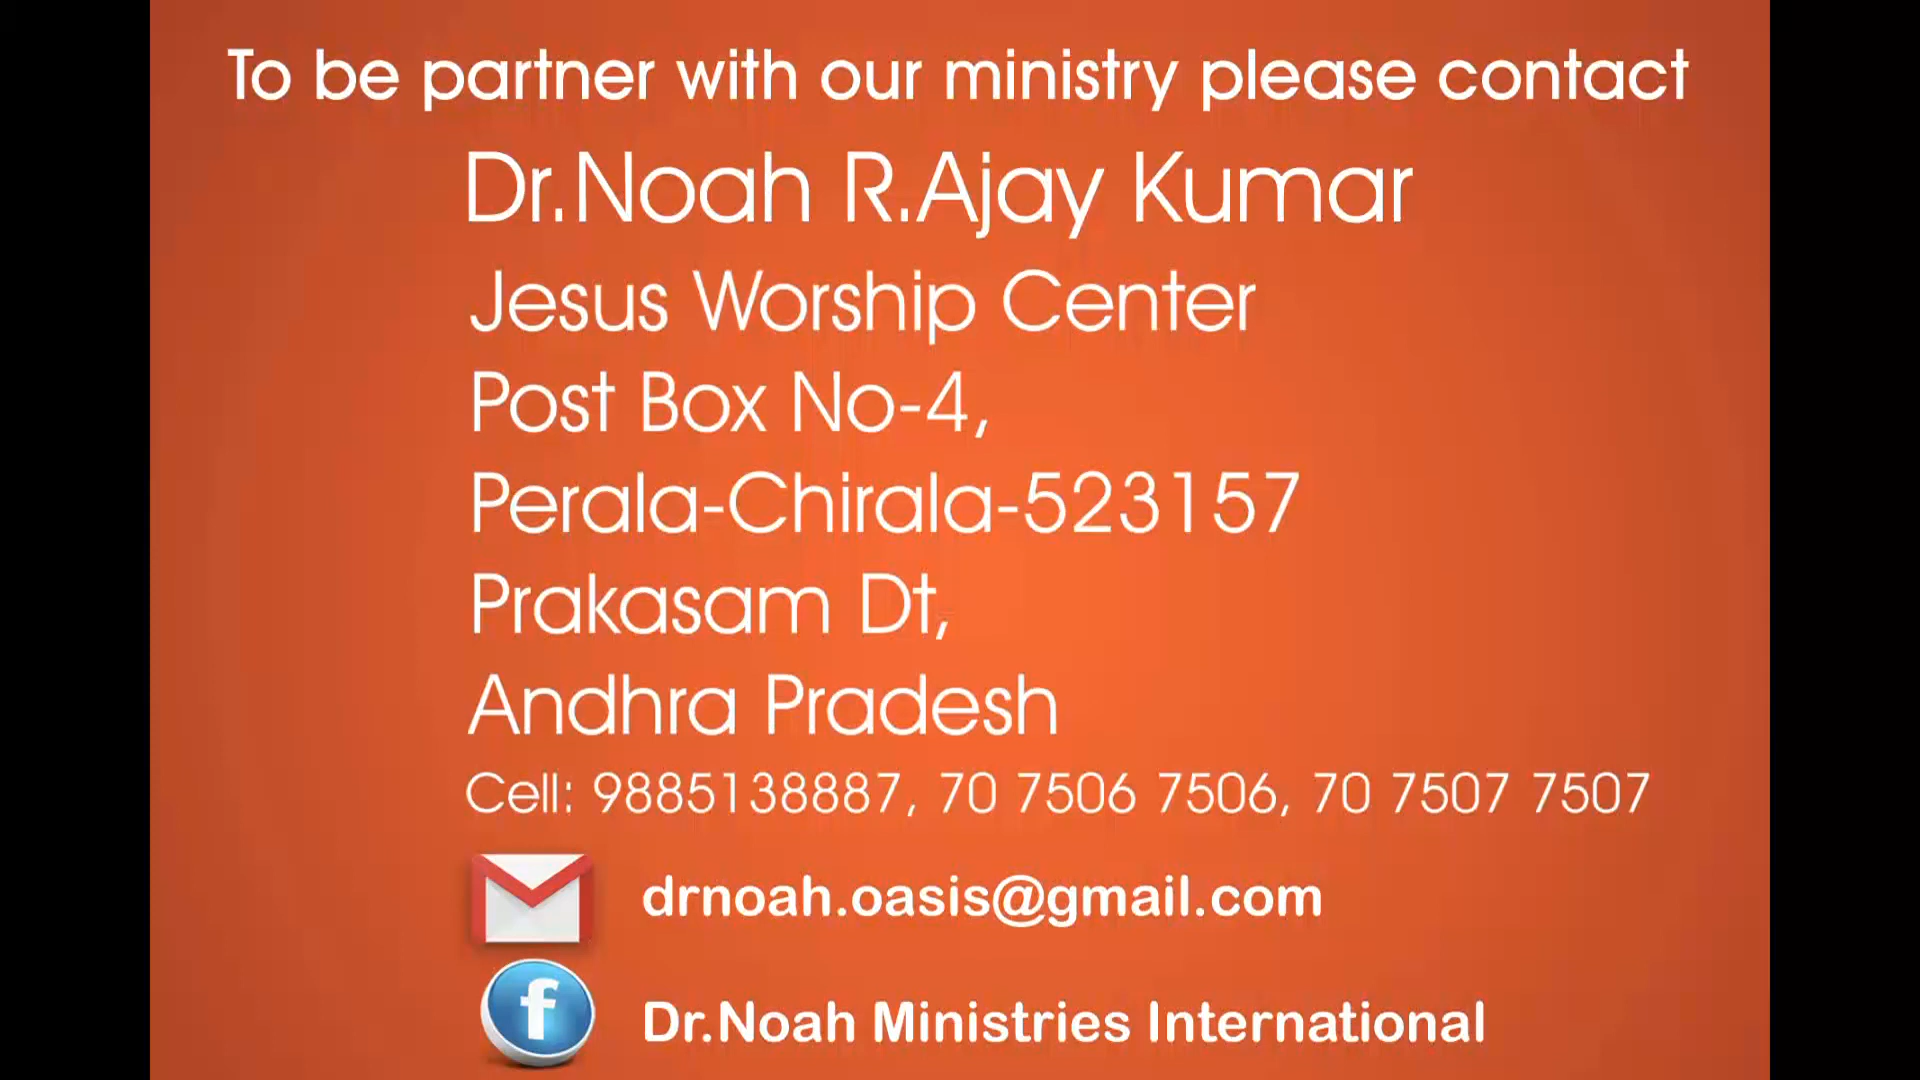 To be partner with our ministry please contact
Dr.Noah R.Ajay Kumar
Jesus Worship Center
Post Box No-4,
Perala-Chirala-523157
Prakasam Dt,
Andhra Pradesh
Cell: 9885138887, 70 7506 7506, 70 7507 7507
drnoah.oasis@gmail.com
f
Dr.Noah Ministries International